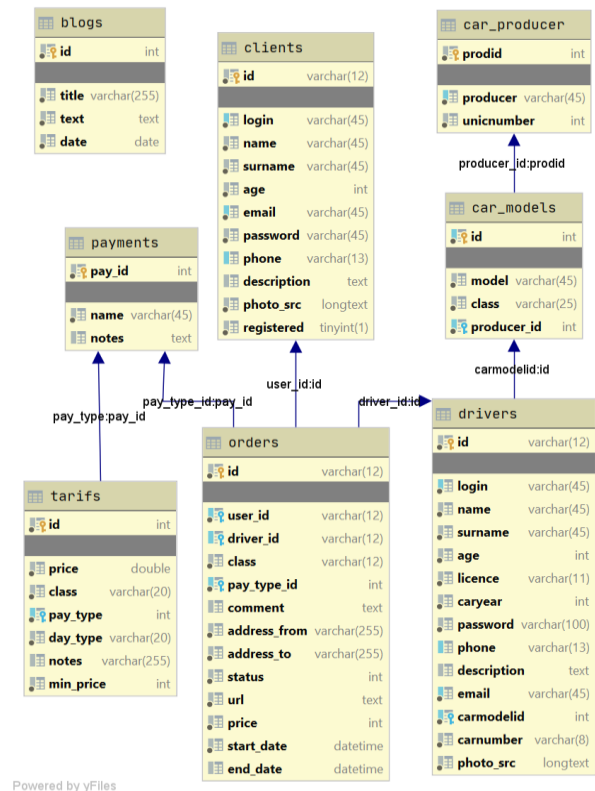 blogs
id int
title varchar(255)
text text
date date
clients
id varchar(12)
login varchar(45)
name varchar(45)
surname varchar(45)
age int
email varchar(45)
password varchar(45)
phone varchar(13)
description text
photo_src longtext
registered tinyint(1)
car_producer
prodid int
producer varchar(45)
unicnumber int
producer_id:prodid
car_models
id int
model varchar(45)
class varchar(25)
producer_id int
payments
pay_id int
name varchar(45)
notes text
pay_type:pay_id
pay_type_id:pay_id
user_id:id
driver_id:id
carmodelid:id
tarifs
id int
price double
class varchar(20)
pay_type int
day_type varchar(20)
notes varchar(255)
min_price int
orders
id varchar(12)
user_id varchar(12)
driver_id varchar(12)
class varchar(12)
pay_type_id int
comment text
address_from varchar(255)
address_to varchar(255)
status int
url text
price int
start_date datetime
end_date datetime
drivers
id varchar(12)
login varchar(45)
name varchar(45)
surname varchar(45)
age int
licence varchar(11)
caryear int
password varchar(100)
phone varchar(13)
description text
email varchar(45)
carmodelid int
carnumber varchar(8)
photo_src longtext
Powered by yFiles